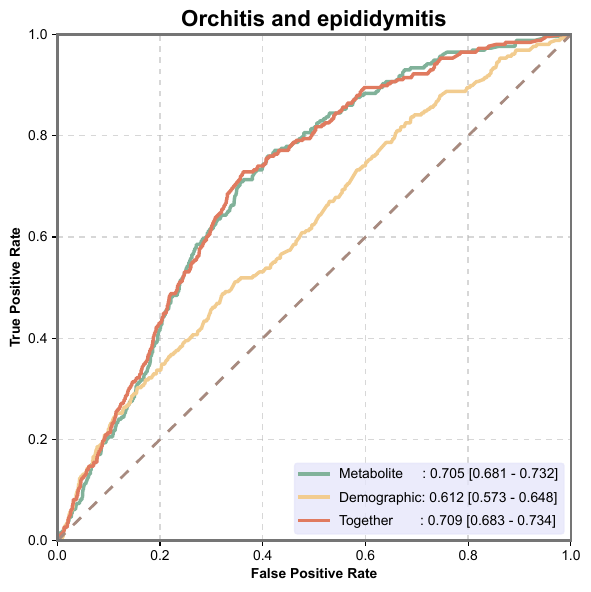 Orchitis and epididymitis
True Positive Rate
1.0
0.8
0.6
0.4
0.2
0.0
Metabolite : 0.705 [0.681 - 0.732]
Demographic: 0.612 [0.573 - 0.648]
Together : 0.709 [0.683 - 0.734]
0.0 0.2 0.4 0.6 0.8 1.0
False Positive Rate